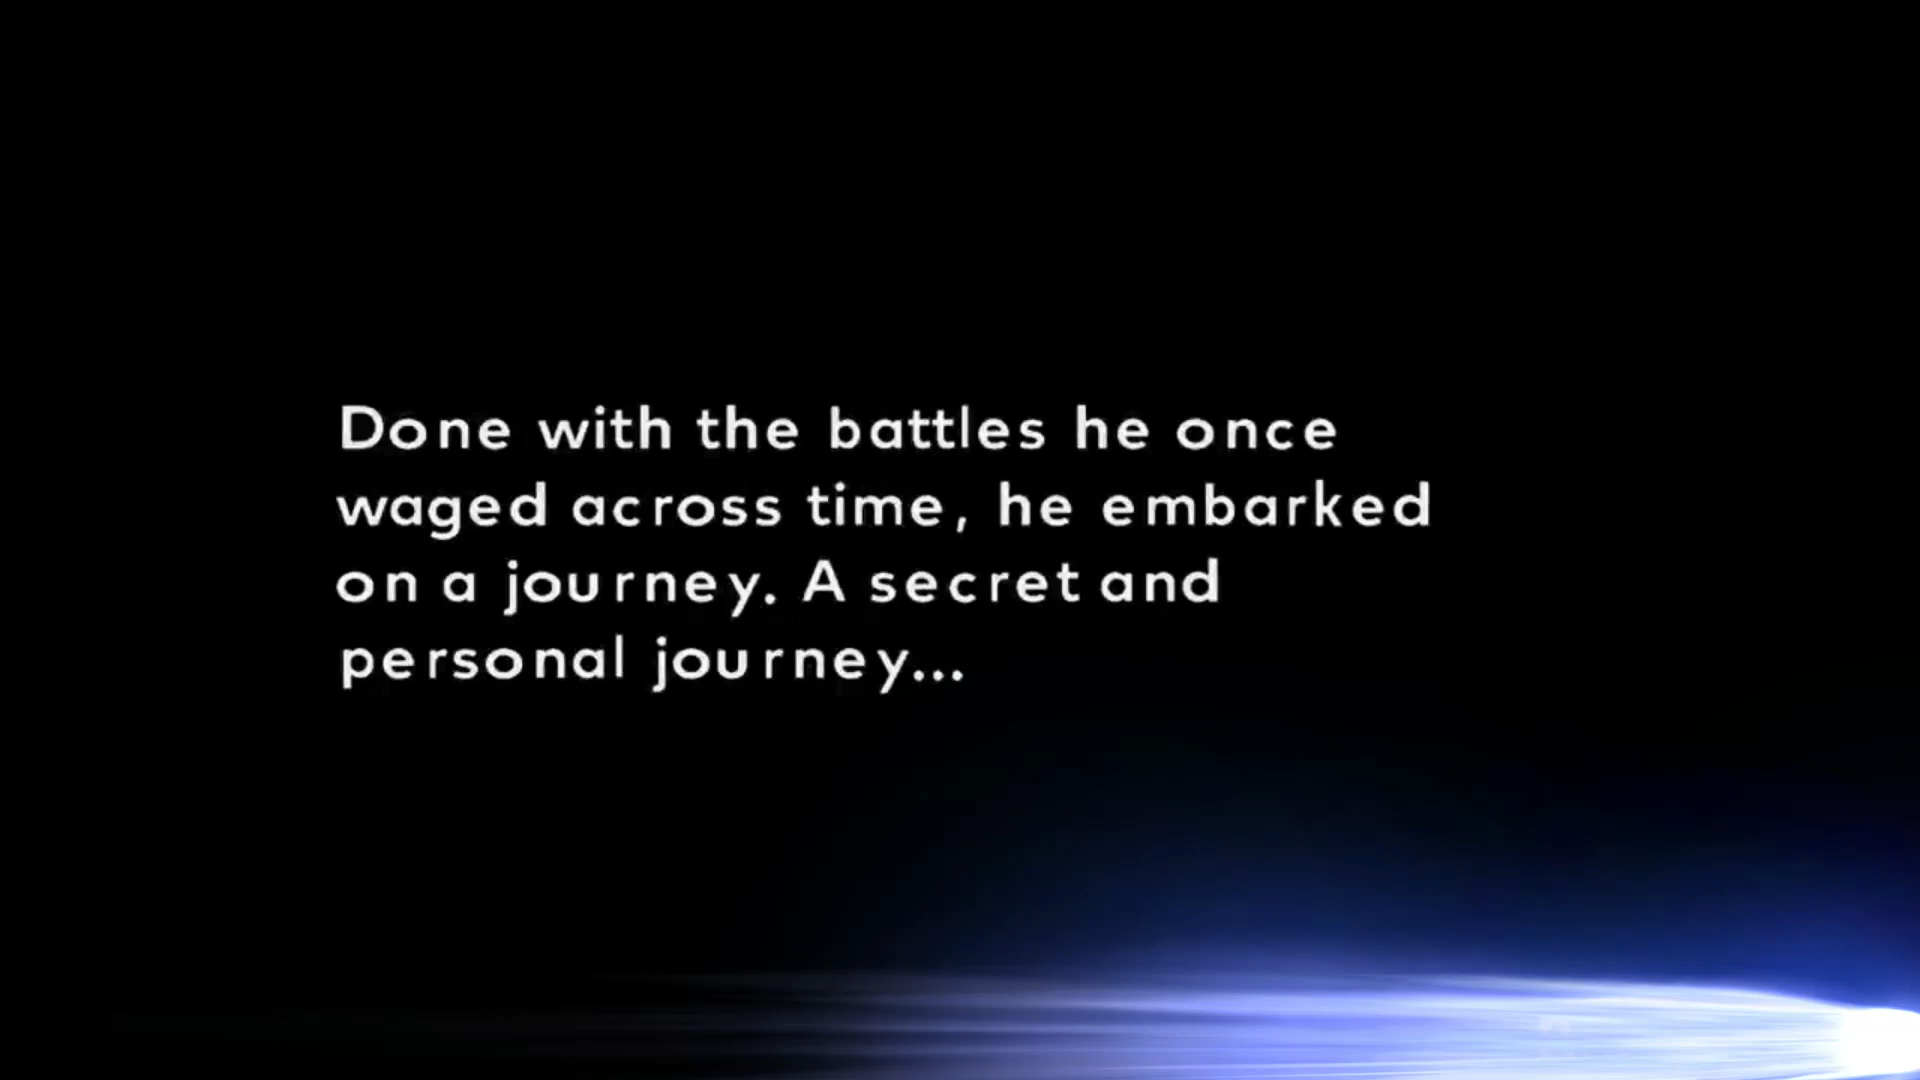 Done with the battles he once
waged across time, he embarked
on a journey. A secret and
personal journey...